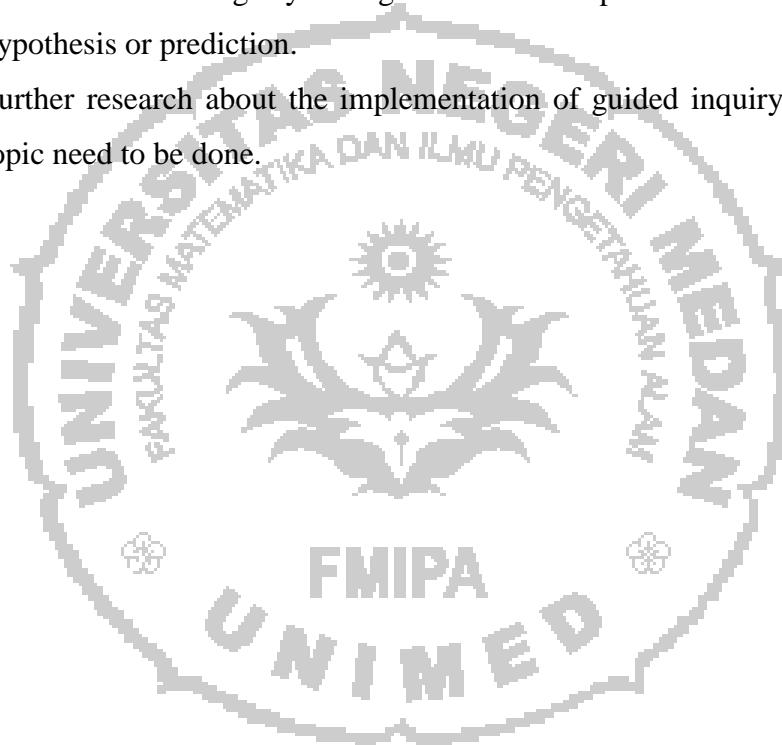 ypothesis or prediction.
urther research about the implementation of guided inquiry
opic need to be done.
UNIVERSITAS NEGERI MEDAN
FAKULTAS MATEMATIKA DAN ILMU PENGETAHUAN ALAM
FMIPA
UNIMED